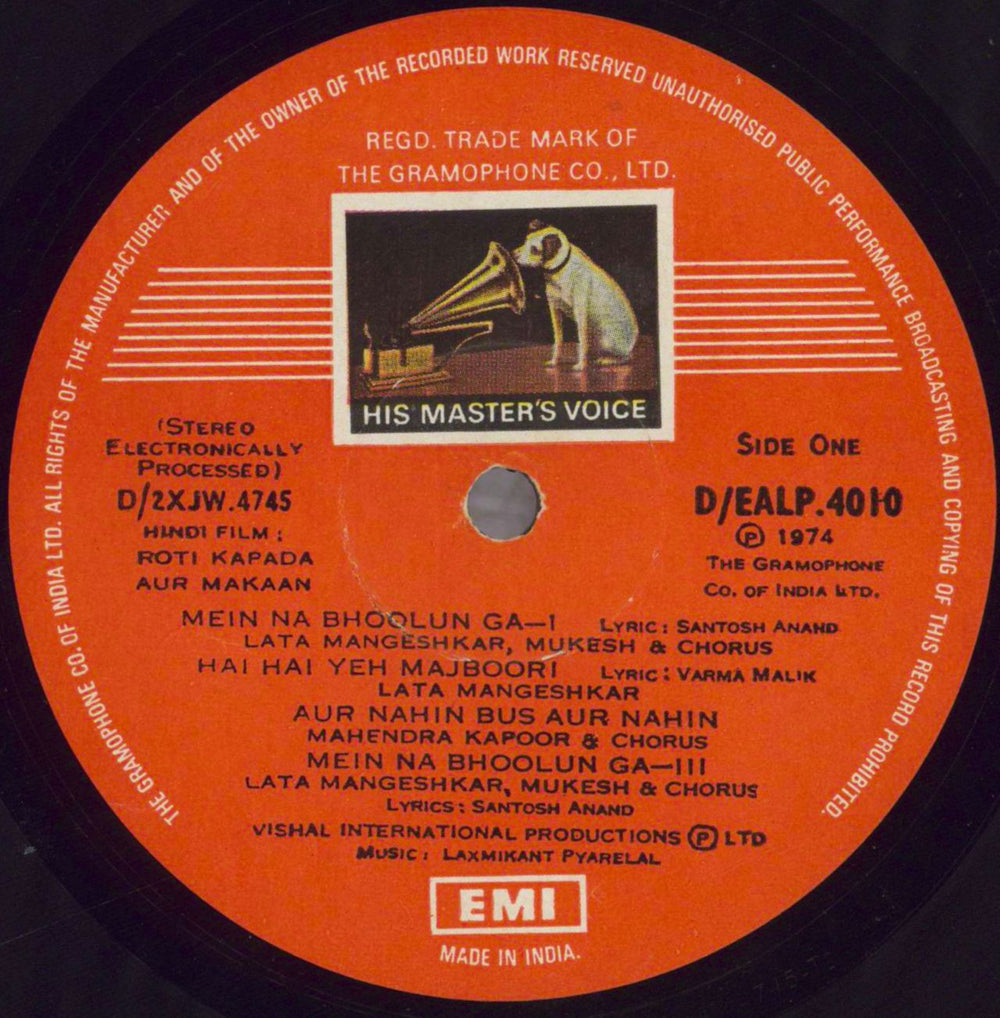 THE GRAMOPHONE CO. OF INDIA LTD. ALL RIGHTS OF THE MANUFACTURER AND OF THE OWNER OF THE RECORDED WORK RESERVED UNAUTHORISED PUBLIC PERFORMANCE BROADCASTING AND COPYING OF THIS RECORD PROHIBITED.
REGD. TRADE MARK OF
THE GRAMOPHONE CO., LTD.
HIS MASTER'S VOICE
(STEREO
ELECTRONICALLY
PROCESSED)
D/2XJW.4745
HINDI FILM :
ROTI KAPADA
AUR MAKAAN
SIDE ONE
D/EALP.4010
℗ 1974
THE GRAMOPHONE
CO. OF INDIA LTD.
MEIN NA BHOOLUN GA—I LYRIC : SANTOSH ANAND
LATA MANGESHKAR, MUKESH & CHORUS
HAI HAI YEH MAJBOORI LYRIC : VARMA MALIK
LATA MANGESHKAR
AUR NAHIN BUS AUR NAHIN
MAHENDRA KAPOOR & CHORUS
MEIN NA BHOOLUN GA—III
LATA MANGESHKAR, MUKESH & CHORUS
LYRICS : SANTOSH ANAND
VISHAL INTERNATIONAL PRODUCTIONS ℗ LTD
MUSIC : LAXMIKANT PYARELAL
EMI
MADE IN INDIA.